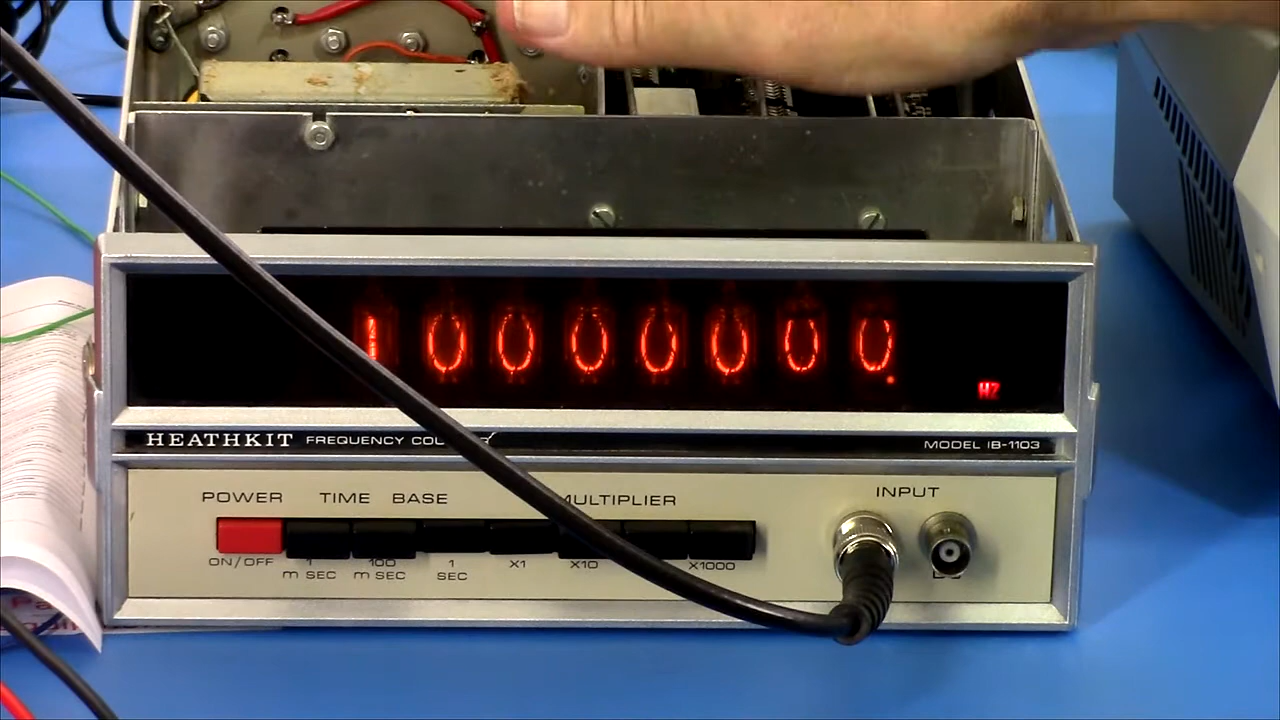 10000000.
HZ
HEATHKIT FREQUENCY
MODEL IB-1103
POWER TIME BASE MULTIPLIER INPUT
ON/OFF 1 100 1 X1 X10 X1000
m SEC m SEC SEC